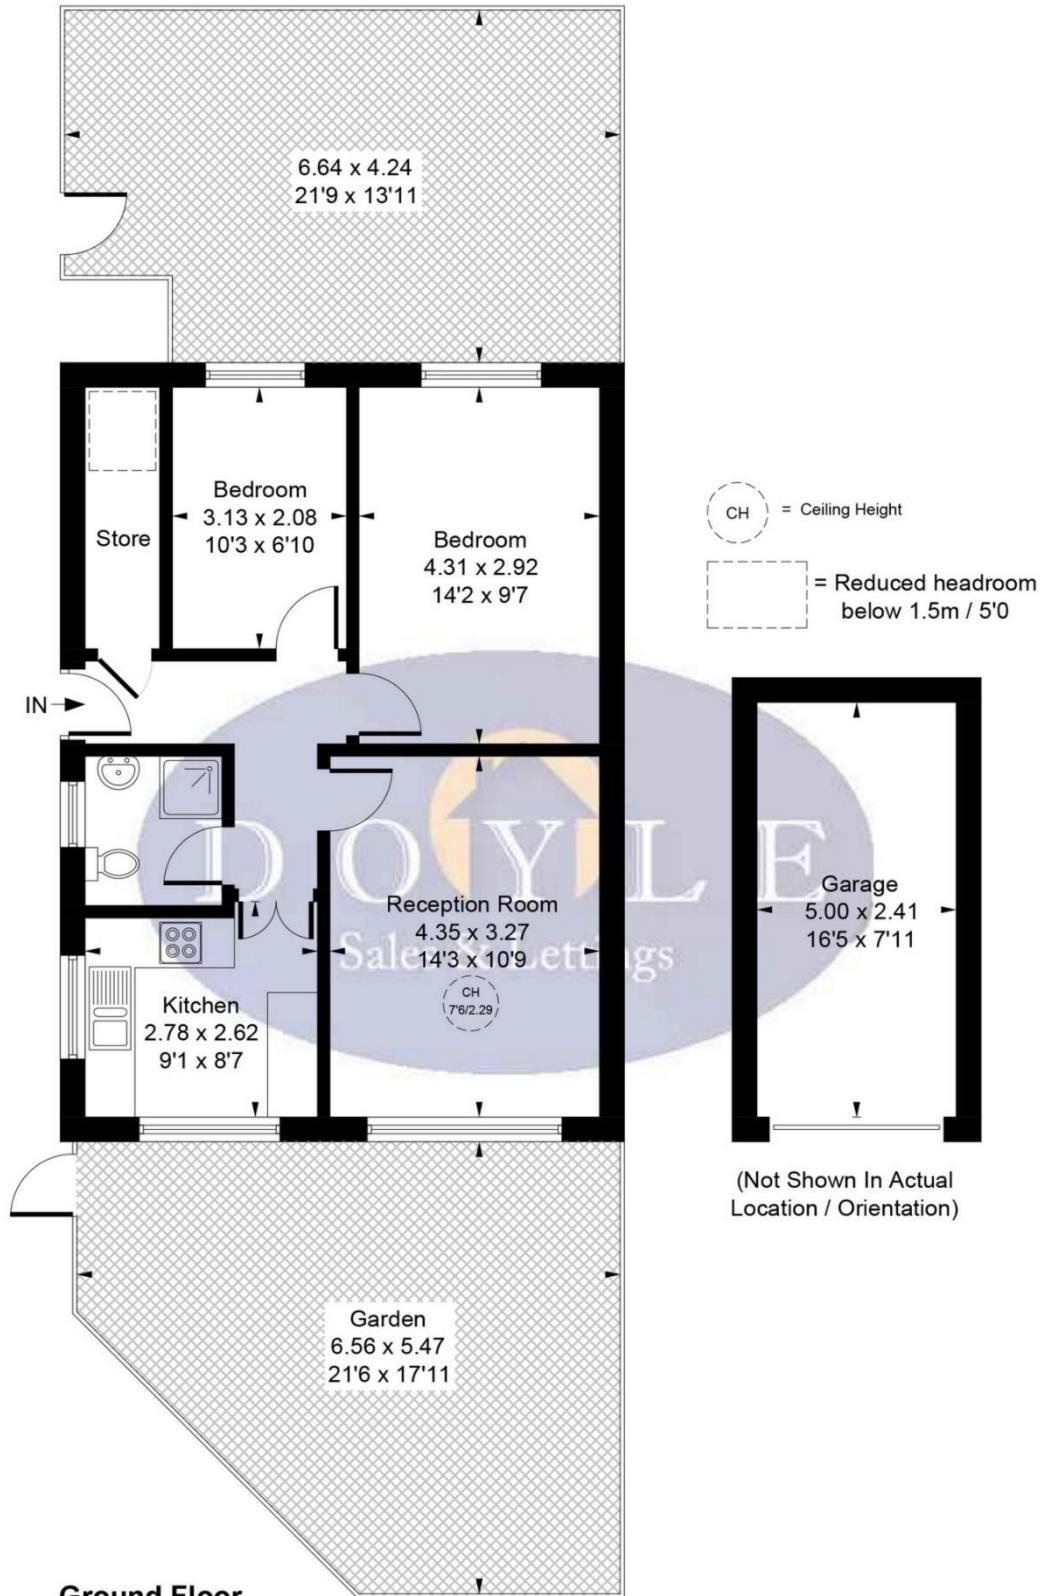 6.64 x 4.24
21'9 x 13'11
Bedroom
3.13 x 2.08
10'3 x 6'10
Store
Bedroom
4.31 x 2.92
14'2 x 9'7
CH
= Ceiling Height
= Reduced headroom
below 1.5m / 5'0
IN
DOYLE
Sales & Lettings
Reception Room
4.35 x 3.27
14'3 x 10'9
CH
7'6/2.29
Kitchen
2.78 x 2.62
9'1 x 8'7
Garage
5.00 x 2.41
16'5 x 7'11
(Not Shown In Actual
Location / Orientation)
Garden
6.56 x 5.47
21'6 x 17'11
Ground Floor